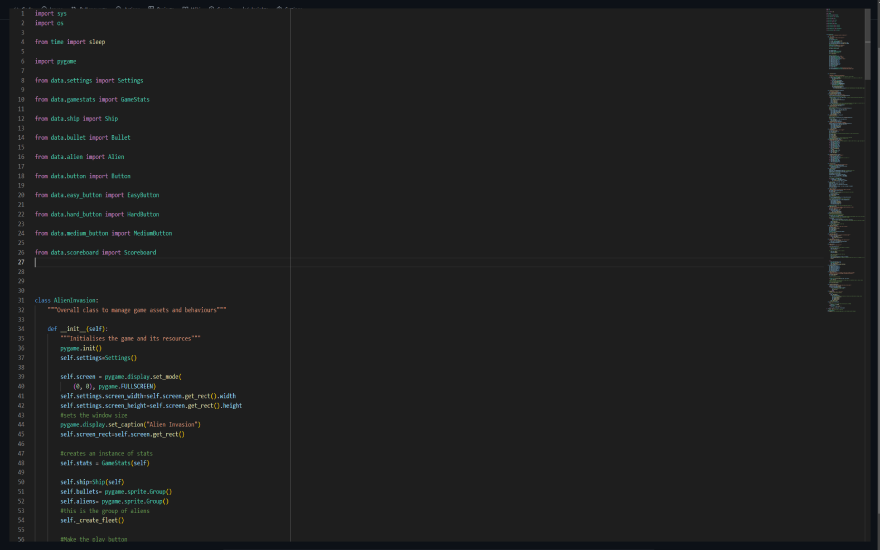 1 import sys
2 import os
3
4 from time import sleep
5
6 import pygame
7
8 from data.settings import Settings
9
10 from data.gamestats import GameStats
11
12 from data.ship import Ship
13
14 from data.bullet import Bullet
15
16 from data.alien import Alien
17
18 from data.button import Button
19
20 from data.easy_button import EasyButton
21
22 from data.hard_button import HardButton
23
24 from data.medium_button import MediumButton
25
26 from data.scoreboard import Scoreboard
27
28
29
30
31 class AlienInvasion:
32 """Overall class to manage game assets and behaviours"""
33
34 def __init__(self):
35 """Initialises the game and its resources"""
36 pygame.init()
37 self.settings=Settings()
38
39 self.screen = pygame.display.set_mode(
40 (0, 0), pygame.FULLSCREEN)
41 self.settings.screen_width=self.screen.get_rect().width
42 self.settings.screen_height=self.screen.get_rect().height
43 #sets the window size
44 pygame.display.set_caption("Alien Invasion")
45 self.screen_rect=self.screen.get_rect()
46
47 #creates an instance of stats
48 self.stats = GameStats(self)
49
50 self.ship=Ship(self)
51 self.bullets= pygame.sprite.Group()
52 self.aliens= pygame.sprite.Group()
53 #this is the group of aliens
54 self._create_fleet()
55
56 #Make the play button